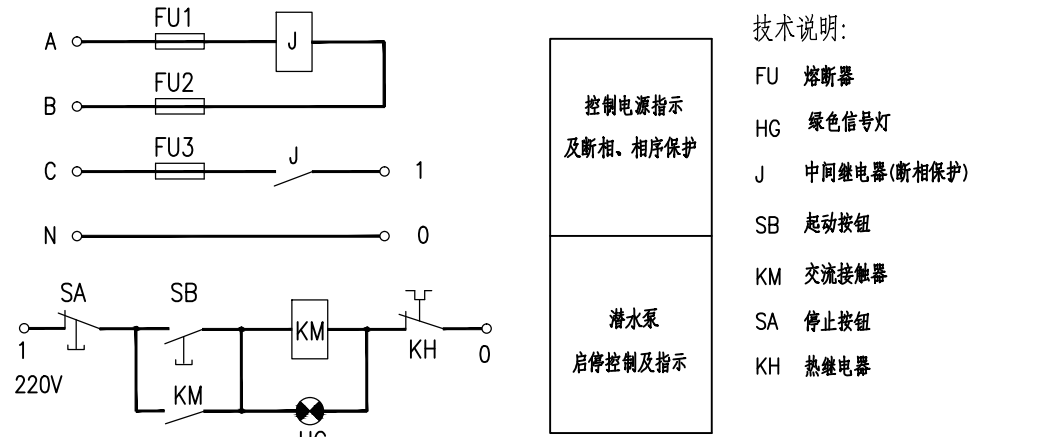 FU1
A
J
FU2
B
FU3
C
J
1
N
0
SA
SB
KM
KH
1
0
220V
KM
HG
控制电源指示
及断相、相序保护
潜水泵
启停控制及指示
技术说明:
FU 熔断器
HG 绿色信号灯
J 中间继电器(断相保护)
SB 起动按钮
KM 交流接触器
SA 停止按钮
KH 热继电器